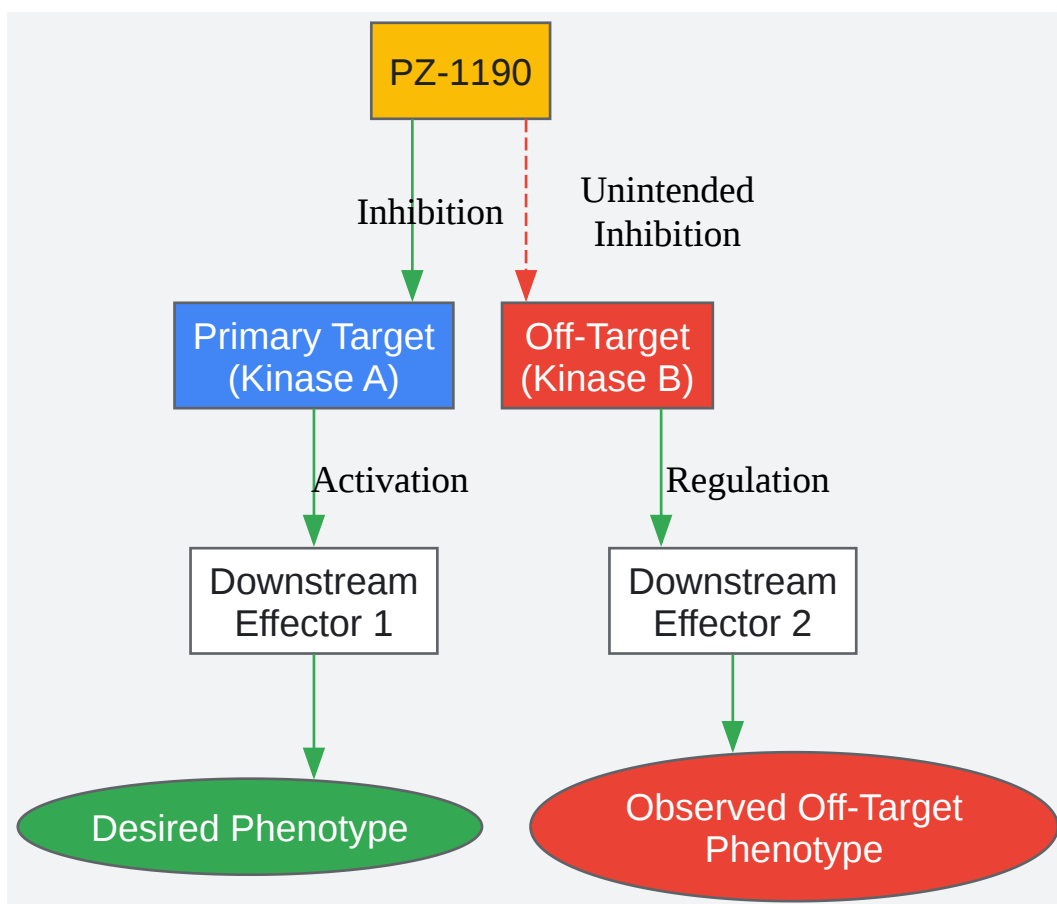 PZ-1190
Inhibition
Unintended
Inhibition
Primary Target
(Kinase A)
Off-Target
(Kinase B)
Activation
Regulation
Downstream
Effector 1
Downstream
Effector 2
Desired Phenotype
Observed Off-Target
Phenotype